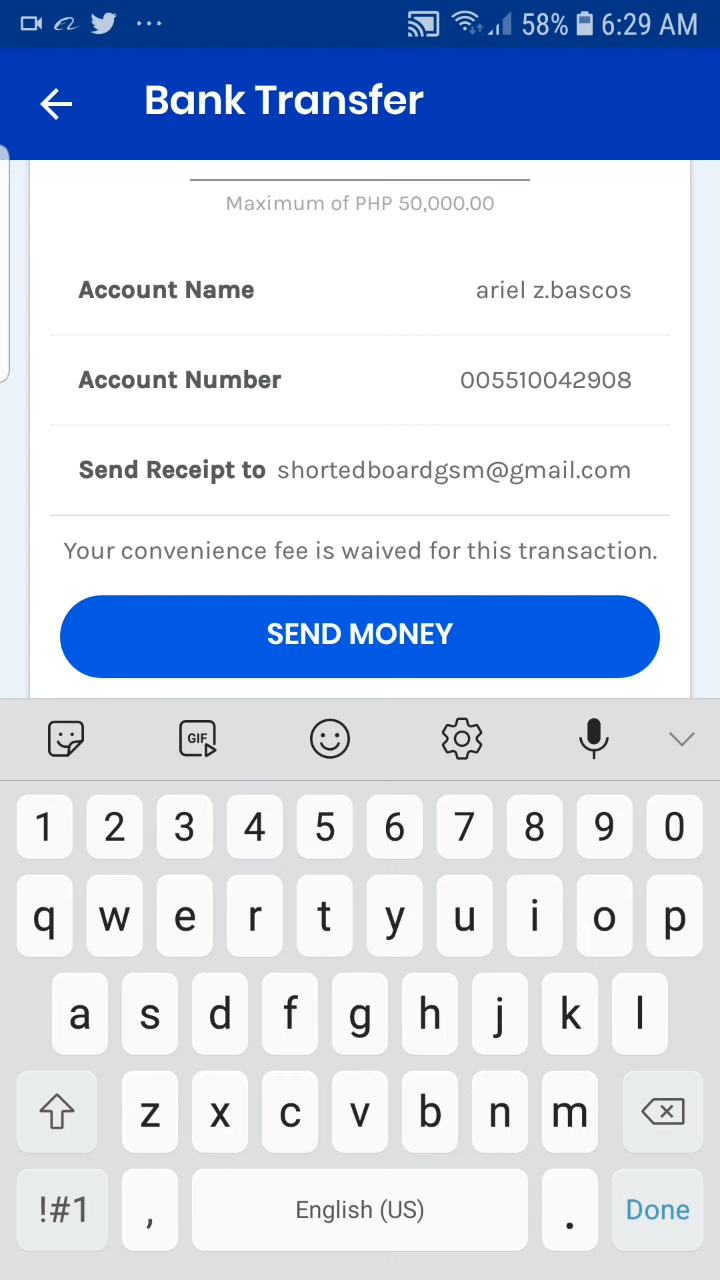 58% 6:29 AM
Bank Transfer
Maximum of PHP 50,000.00
Account Name ariel z.bascos
Account Number 005510042908
Send Receipt to shortedboardgsm@gmail.com
Your convenience fee is waived for this transaction.
SEND MONEY
GIF
1 2 3 4 5 6 7 8 9 0
q w e r t y u i o p
a s d f g h j k l
z x c v b n m
!#1 , English (US) . Done